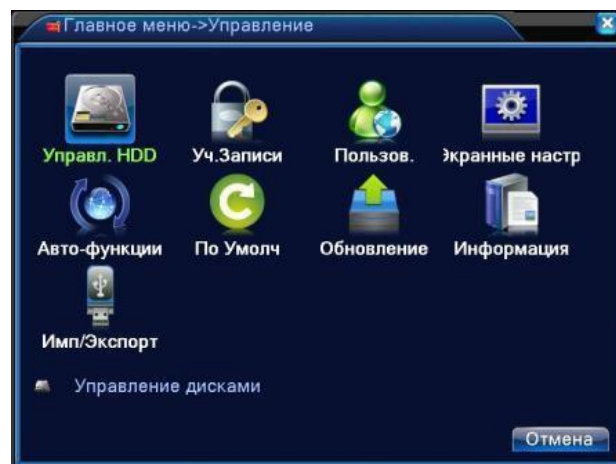 Главное меню->Управление
Управл. HDD Уч.Записи Пользов. Экранные настр
Авто-функции По Умолч Обновление Информация
Имп/Экспорт
Управление дисками
Отмена